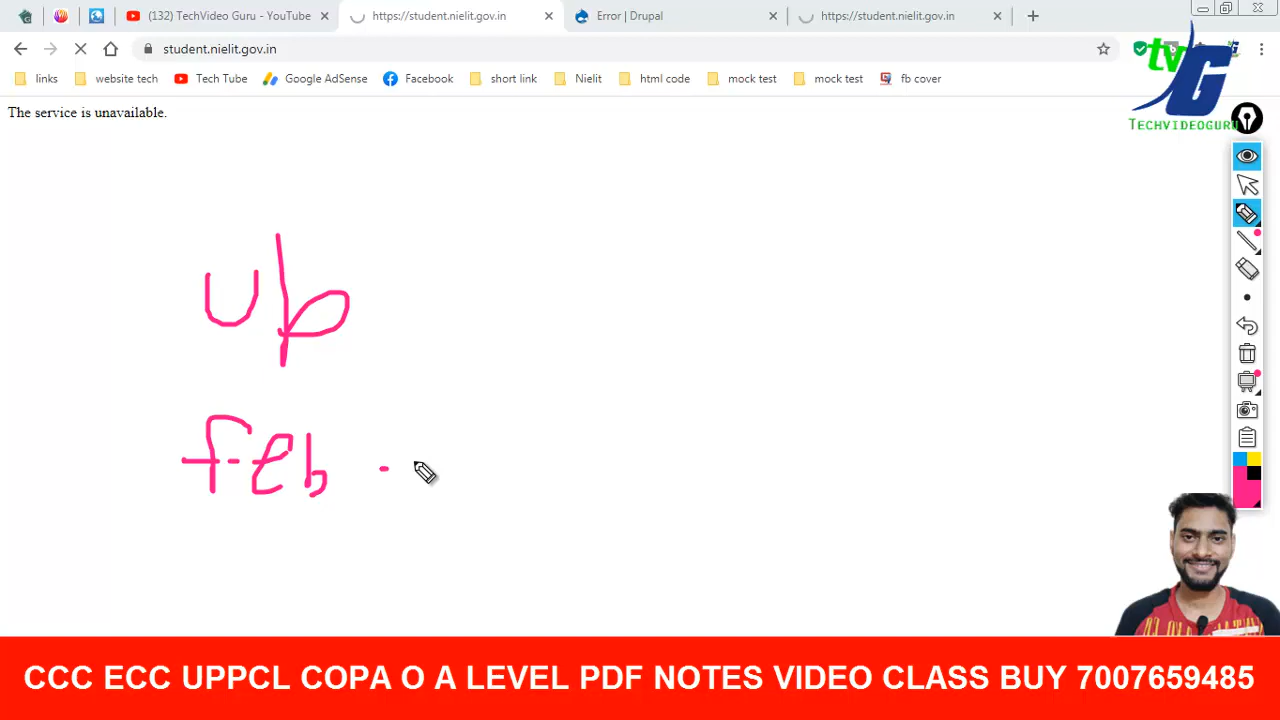 (132) TechVideo Guru - YouTube
https://student.nielit.gov.in
Error | Drupal
https://student.nielit.gov.in
student.nielit.gov.in
links
website tech
Tech Tube
Google AdSense
Facebook
short link
Nielit
html code
mock test
mock test
fb cover
The service is unavailable.
tv G
TECHVIDEOGURU
up
feb -
CCC ECC UPPCL COPA O A LEVEL PDF NOTES VIDEO CLASS BUY 7007659485